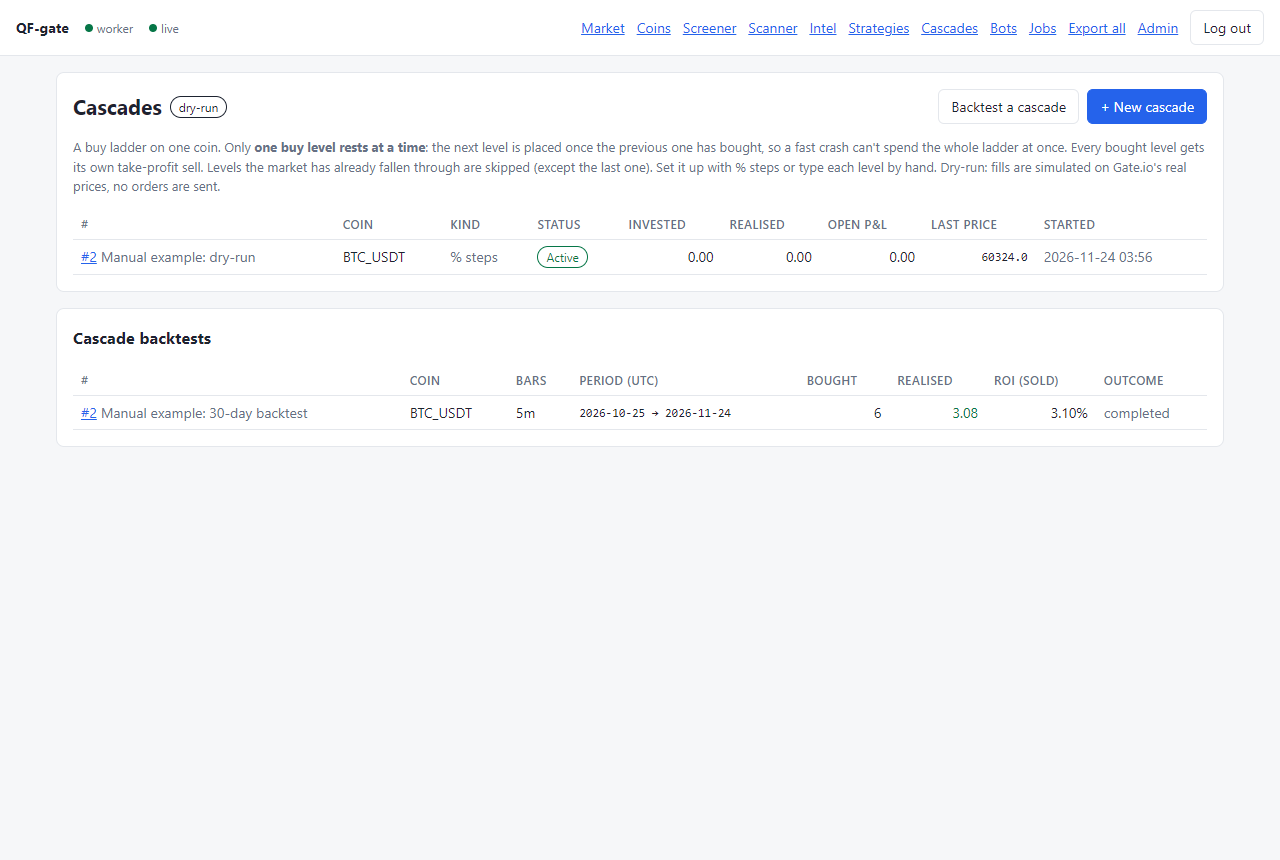 QF-gate worker live Market Coins Screener Scanner Intel Strategies Cascades Bots Jobs Export all Admin Log out
Cascades dry-run Backtest a cascade + New cascade
A buy ladder on one coin. Only one buy level rests at a time: the next level is placed once the previous one has bought, so a fast crash can't spend the whole ladder at once. Every bought level gets
its own take-profit sell. Levels the market has already fallen through are skipped (except the last one). Set it up with % steps or type each level by hand. Dry-run: fills are simulated on Gate.io's real
prices, no orders are sent.
# COIN KIND STATUS INVESTED REALISED OPEN P&L LAST PRICE STARTED
#2 Manual example: dry-run BTC_USDT % steps Active 0.00 0.00 0.00 60324.0 2026-11-24 03:56
Cascade backtests
# COIN BARS PERIOD (UTC) BOUGHT REALISED ROI (SOLD) OUTCOME
#2 Manual example: 30-day backtest BTC_USDT 5m 2026-10-25 → 2026-11-24 6 3.08 3.10% completed